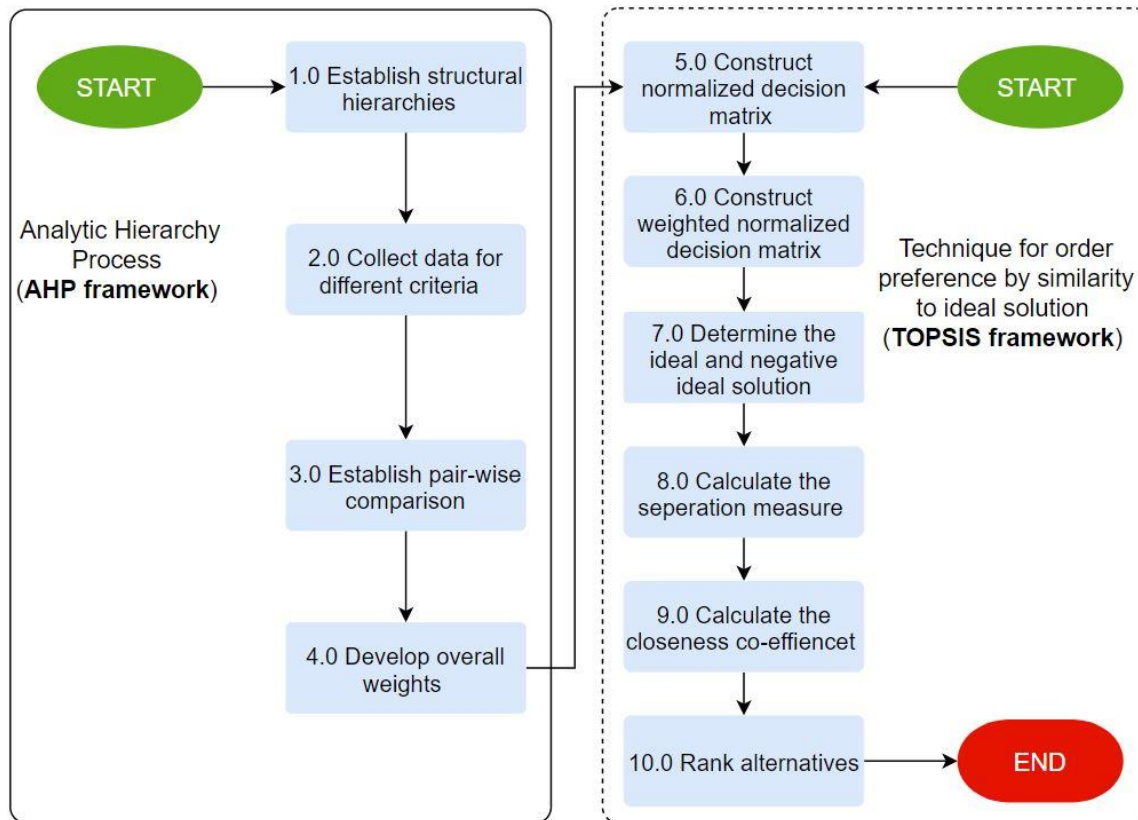 START
1.0 Establish structural
hierarchies
Analytic Hierarchy
Process
(AHP framework)
2.0 Collect data for
different criteria
3.0 Establish pair-wise
comparison
4.0 Develop overall
weights
5.0 Construct
normalized decision
matrix
START
6.0 Construct
weighted normalized
decision matrix
Technique for order
preference by similarity
to ideal solution
(TOPSIS framework)
7.0 Determine the
ideal and negative
ideal solution
8.0 Calculate the
seperation measure
9.0 Calculate the
closeness co-effiencet
10.0 Rank alternatives
END